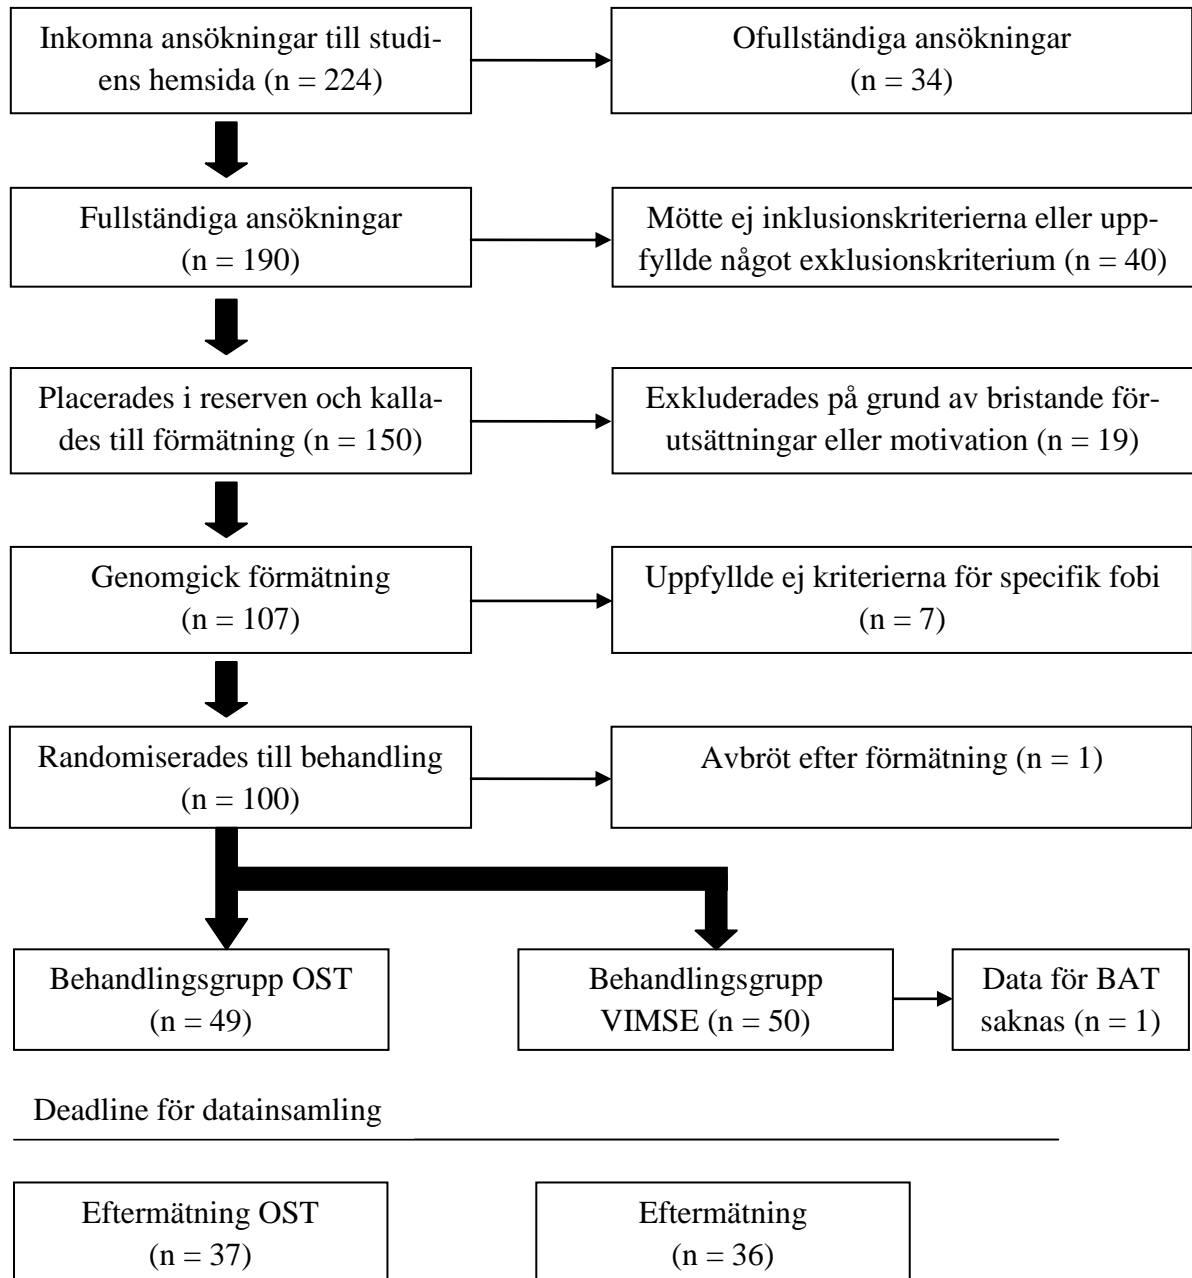 Inkomna ansökningar till studi-
ens hemsida (n = 224)
Ofullständiga ansökningar
(n = 34)
Fullständiga ansökningar
(n = 190)
Mötte ej inklusionskriterierna eller upp-
fyllde något exklusionskriterium (n = 40)
Placerades i reserven och kalla-
des till förmätning (n = 150)
Exkluderades på grund av bristande för-
utsättningar eller motivation (n = 19)
Genomgick förmätning
(n = 107)
Uppfyllde ej kriterierna för specifik fobi
(n = 7)
Randomiserades till behandling
(n = 100)
Avbröt efter förmätning (n = 1)
Behandlingsgrupp OST
(n = 49)
Behandlingsgrupp
VIMSE (n = 50)
Data för BAT
saknas (n = 1)
Deadline för datainsamling
Eftermätning OST
(n = 37)
Eftermätning
(n = 36)